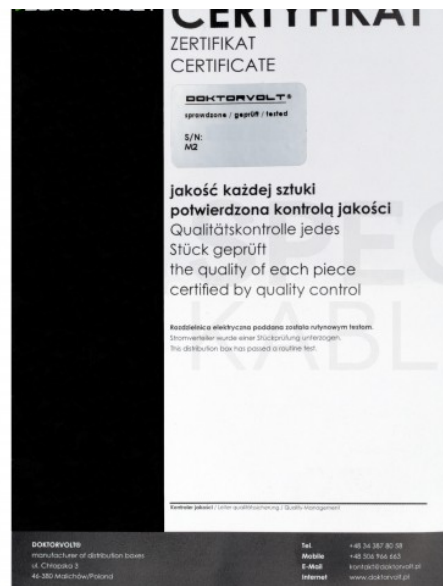 CERTYFIKAT
ZERTIFIKAT
CERTIFICATE
DOKTORVOLT®
sprawdzone / geprüft / tested
S/N:
M2
jakość każdej sztuki
potwierdzona kontrolą jakości
Qualitätskontrolle jedes
Stück geprüft
the quality of each piece
certified by quality control
Rozdzielnica elektryczna poddana została rutynowym testom.
Stromverteiler wurde einer Stückprüfung unterzogen.
This distribution box has passed a routine test.
Kontroler jakości / Leiter qualitätssicherung / Quality Management
DOKTORVOLT®
manufacturer of distribution boxes
ul. Chłopska 3
46-380 Malichów/Poland
Tel. +48 34 387 80 58
Mobile +48 506 966 663
E-Mail kontakt@doktorvolt.pl
Internet www.doktorvolt.pl